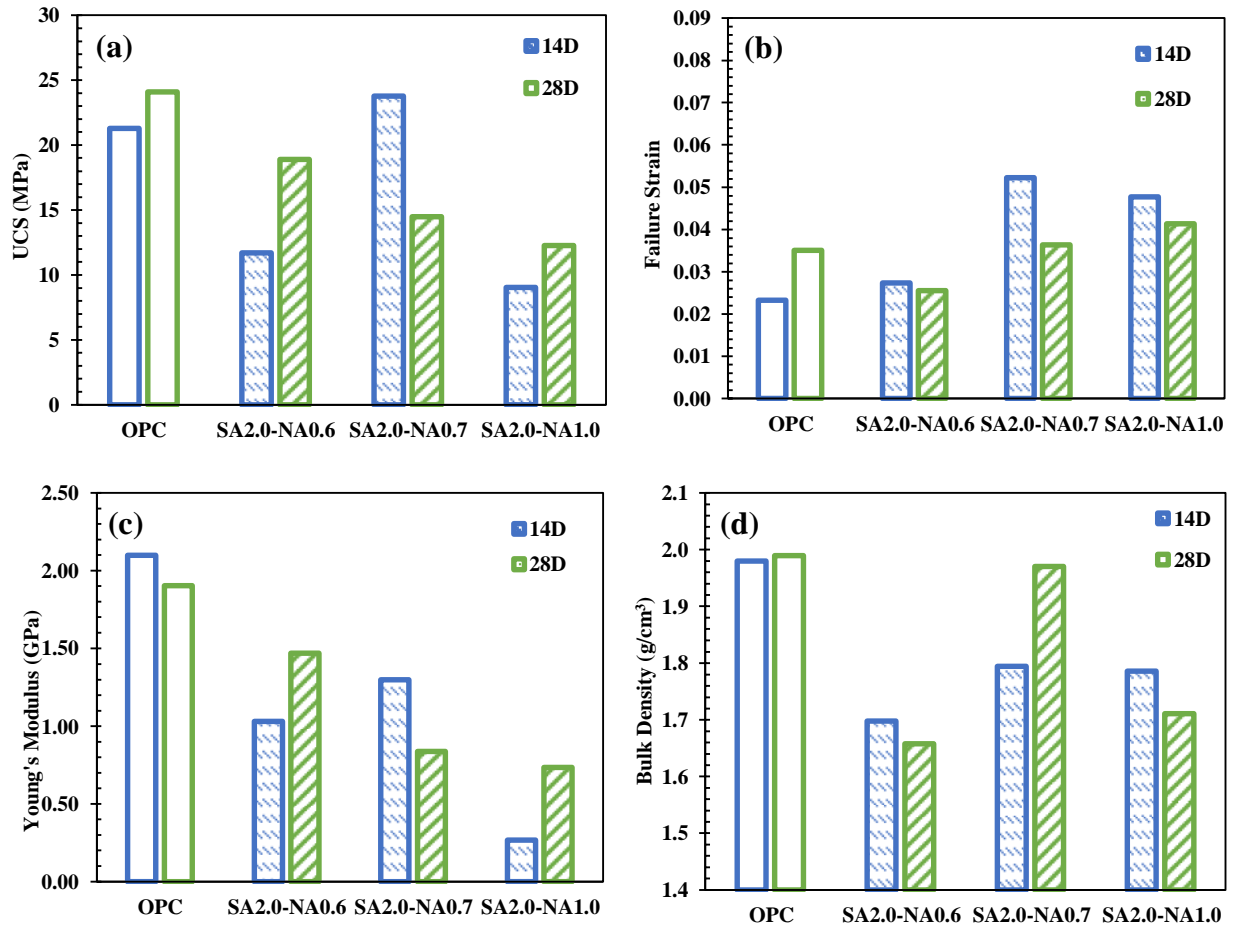 (a)
14D
28D
UCS (MPa)
30
25
20
15
10
5
0
OPC SA2.0-NA0.6 SA2.0-NA0.7 SA2.0-NA1.0
(b)
14D
28D
Failure Strain
0.09
0.08
0.07
0.06
0.05
0.04
0.03
0.02
0.01
0.00
OPC SA2.0-NA0.6 SA2.0-NA0.7 SA2.0-NA1.0
(c)
14D
28D
Young's Modulus (GPa)
2.50
2.00
1.50
1.00
0.50
0.00
OPC SA2.0-NA0.6 SA2.0-NA0.7 SA2.0-NA1.0
(d)
14D
28D
Bulk Density (g/cm³)
2.1
2.0
1.9
1.8
1.7
1.6
1.5
1.4
OPC SA2.0-NA0.6 SA2.0-NA0.7 SA2.0-NA1.0